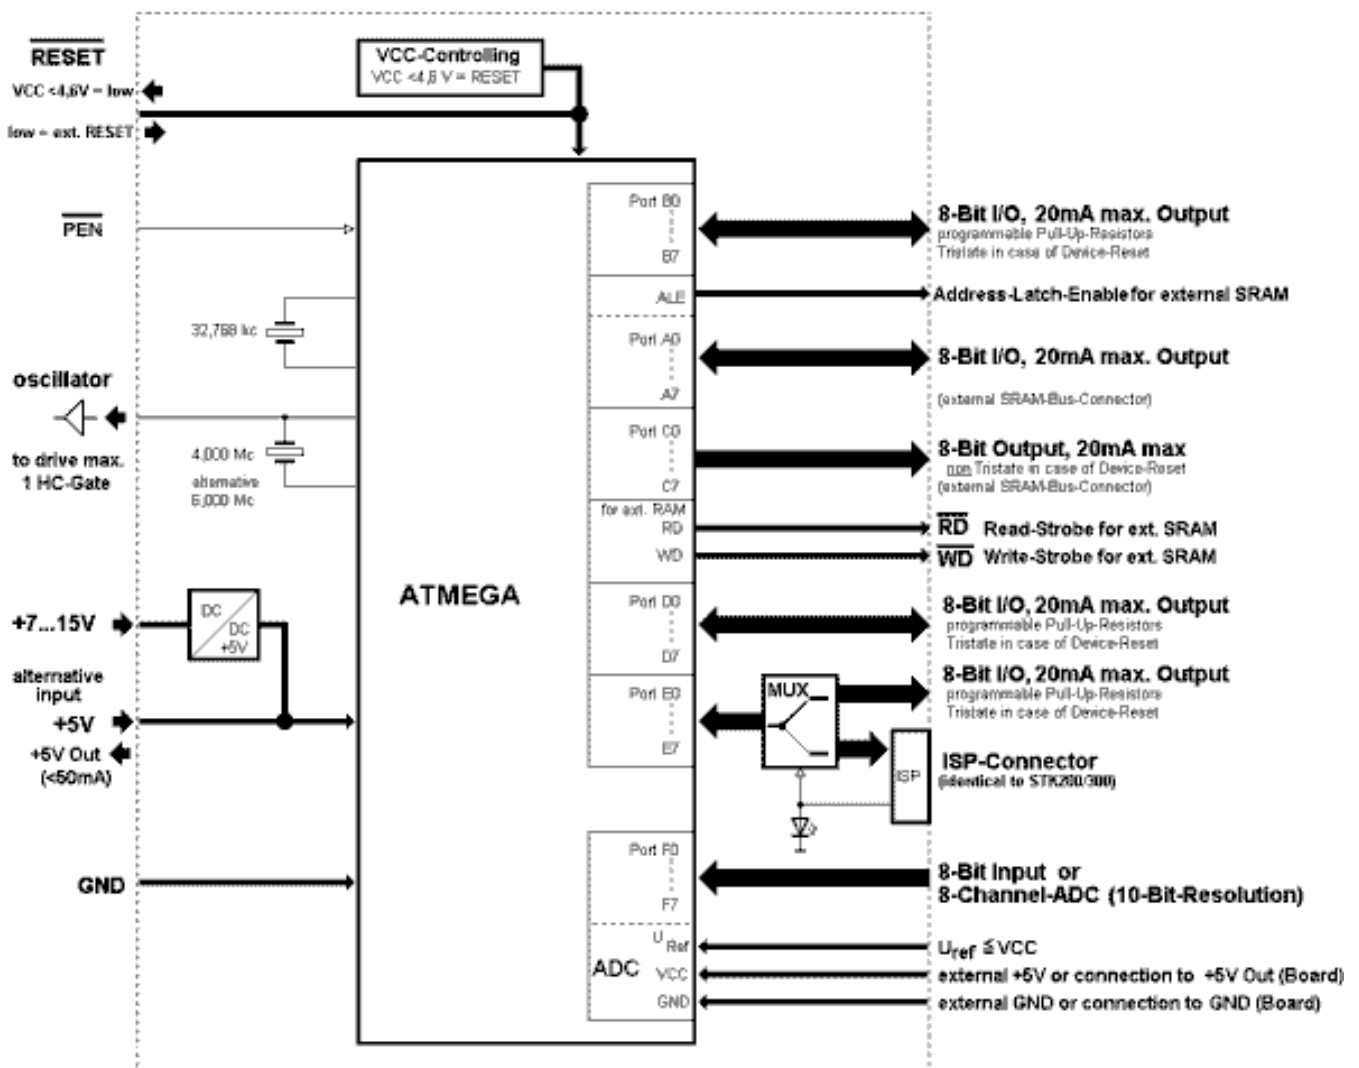 RESET
VCC <4,6V = low
low = ext. RESET
VCC-Controlling
VCC <4,6 V = RESET
PEN
32,768 kc
oscillator
to drive max.
1 HC-Gate
4,000 Mc
alternative
6,000 Mc
+7...15V
DC
DC
+5V
alternative
input
+5V
+5V Out
(<50mA)
GND
ATMEGA
Port B0
B7
ALE
Port A0
A7
Port C0
C7
for ext. RAM
RD
WD
Port D0
D7
Port E0
E7
Port F0
F7
U Ref
ADC
VCC
GND
MUX
ISP
8-Bit I/O, 20mA max. Output
programmable Pull-Up-Resistors
Tristate in case of Device-Reset
Address-Latch-Enable for external SRAM
8-Bit I/O, 20mA max. Output
(external SRAM-Bus-Connector)
8-Bit Output, 20mA max
non Tristate in case of Device-Reset
(external SRAM-Bus-Connector)
RD Read-Strobe for ext. SRAM
WD Write-Strobe for ext. SRAM
8-Bit I/O, 20mA max. Output
programmable Pull-Up-Resistors
Tristate in case of Device-Reset
8-Bit I/O, 20mA max. Output
programmable Pull-Up-Resistors
Tristate in case of Device-Reset
ISP-Connector
(identical to STK200/300)
8-Bit Input or
8-Channel-ADC (10-Bit-Resolution)
Uref ≦ VCC
external +5V or connection to +5V Out (Board)
external GND or connection to GND (Board)